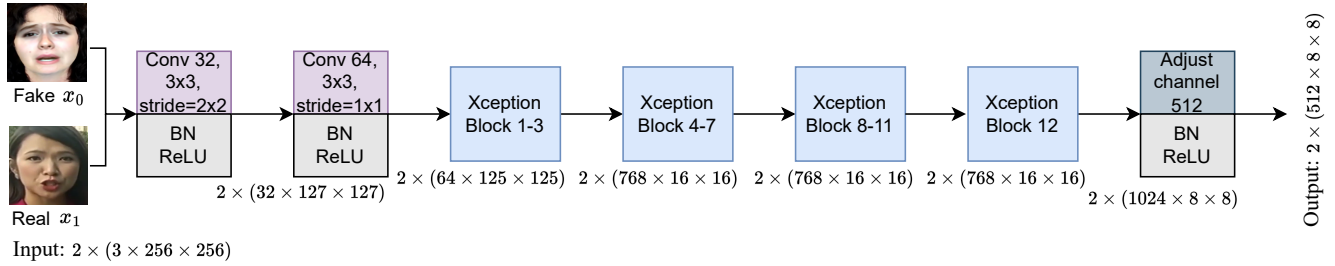 Fake x₀
Real x₁
Input: 2 × (3 × 256 × 256)
Conv 32,
3x3,
stride=2x2
BN
ReLU
2 × (32 × 127 × 127)
Conv 64,
3x3,
stride=1x1
BN
ReLU
2 × (64 × 125 × 125)
Xception
Block 1-3
2 × (768 × 16 × 16)
Xception
Block 4-7
2 × (768 × 16 × 16)
Xception
Block 8-11
2 × (768 × 16 × 16)
Xception
Block 12
2 × (1024 × 8 × 8)
Adjust
channel
512
BN
ReLU
Output: 2 × (512 × 8 × 8)